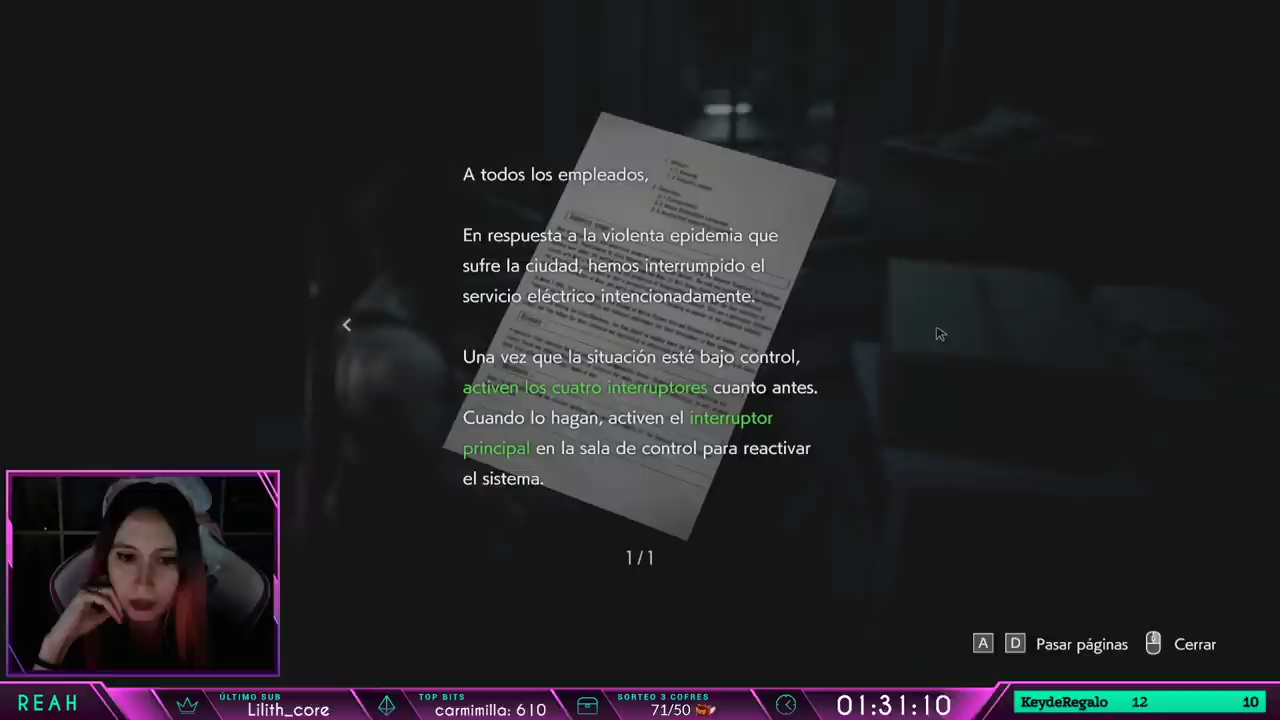 A todos los empleados,
En respuesta a la violenta epidemia que
sufre la ciudad, hemos interrumpido el
servicio eléctrico intencionadamente.
Una vez que la situación esté bajo control,
activen los cuatro interruptores cuanto antes.
Cuando lo hagan, activen el interruptor
principal en la sala de control para reactivar
el sistema.
1/1
A D Pasar páginas Cerrar
REAH
ÚLTIMO SUB
Lilith_core
TOP BITS
carmimilla: 610
SORTEO 3 COFRES
71/50
01:31:10
KeydeRegalo 12 10